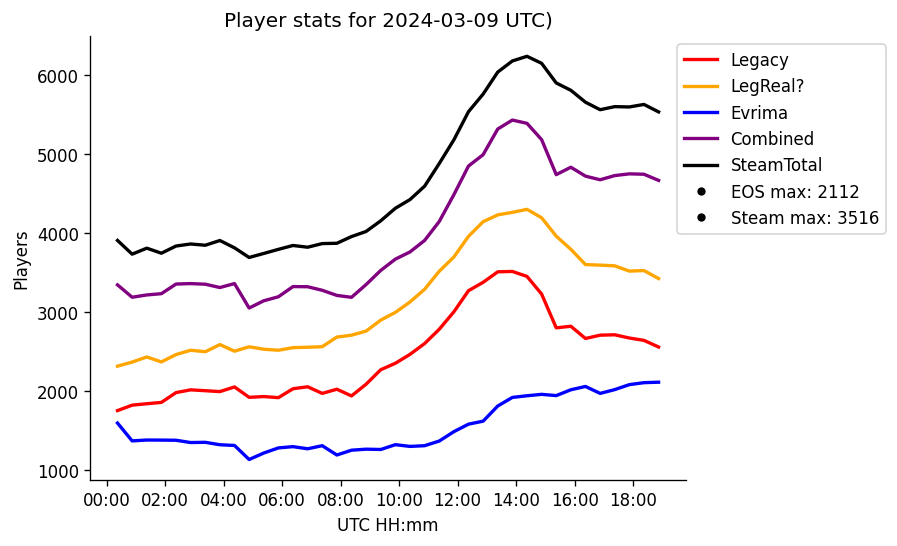 Player stats for 2024-03-09 UTC)
Legacy
LegReal?
Evrima
Combined
SteamTotal
EOS max: 2112
Steam max: 3516
6000
5000
4000
3000
2000
1000
Players
00:00 02:00 04:00 06:00 08:00 10:00 12:00 14:00 16:00 18:00
UTC HH:mm